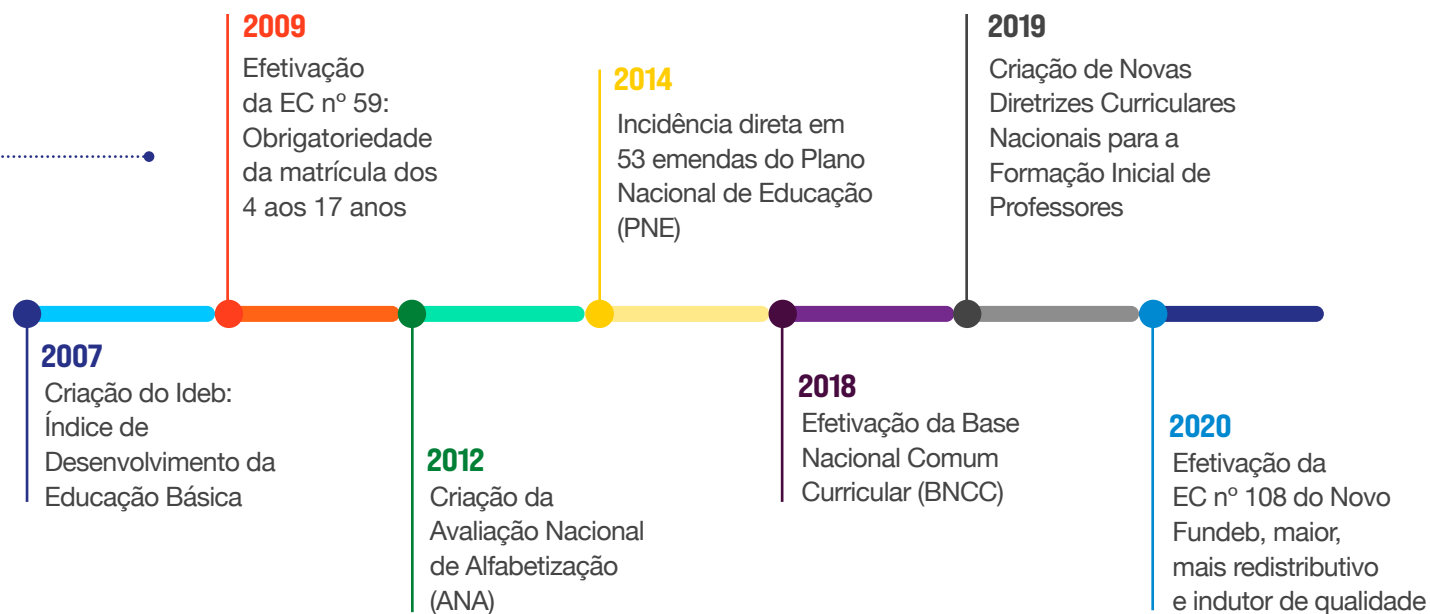 2007
Criação do Ideb:
Índice de
Desenvolvimento da
Educação Básica
2009
Efetivação
da EC nº 59:
Obrigatoriedade
da matrícula dos
4 aos 17 anos
2012
Criação da
Avaliação Nacional
de Alfabetização
(ANA)
2014
Incidência direta em
53 emendas do Plano
Nacional de Educação
(PNE)
2018
Efetivação da Base
Nacional Comum
Curricular (BNCC)
2019
Criação de Novas
Diretrizes Curriculares
Nacionais para a
Formação Inicial de
Professores
2020
Efetivação da
EC nº 108 do Novo
Fundeb, maior,
mais redistributivo
e indutor de qualidade